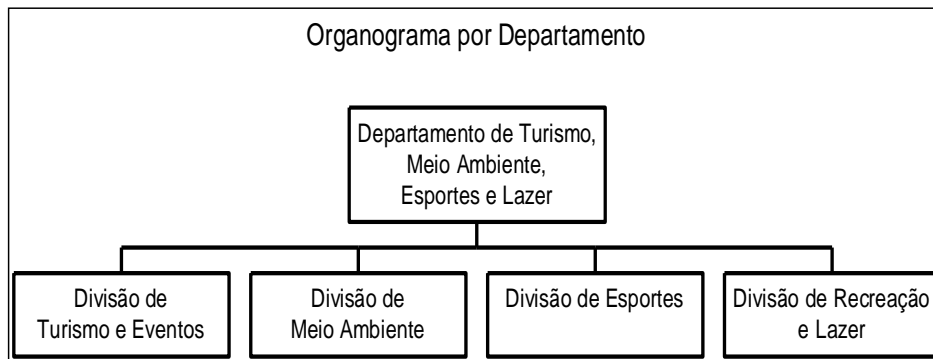 Organograma por Departamento
Departamento de Turismo,
Meio Ambiente,
Esportes e Lazer
Divisão de
Turismo e Eventos
Divisão de
Meio Ambiente
Divisão de Esportes
Divisão de Recreação
e Lazer